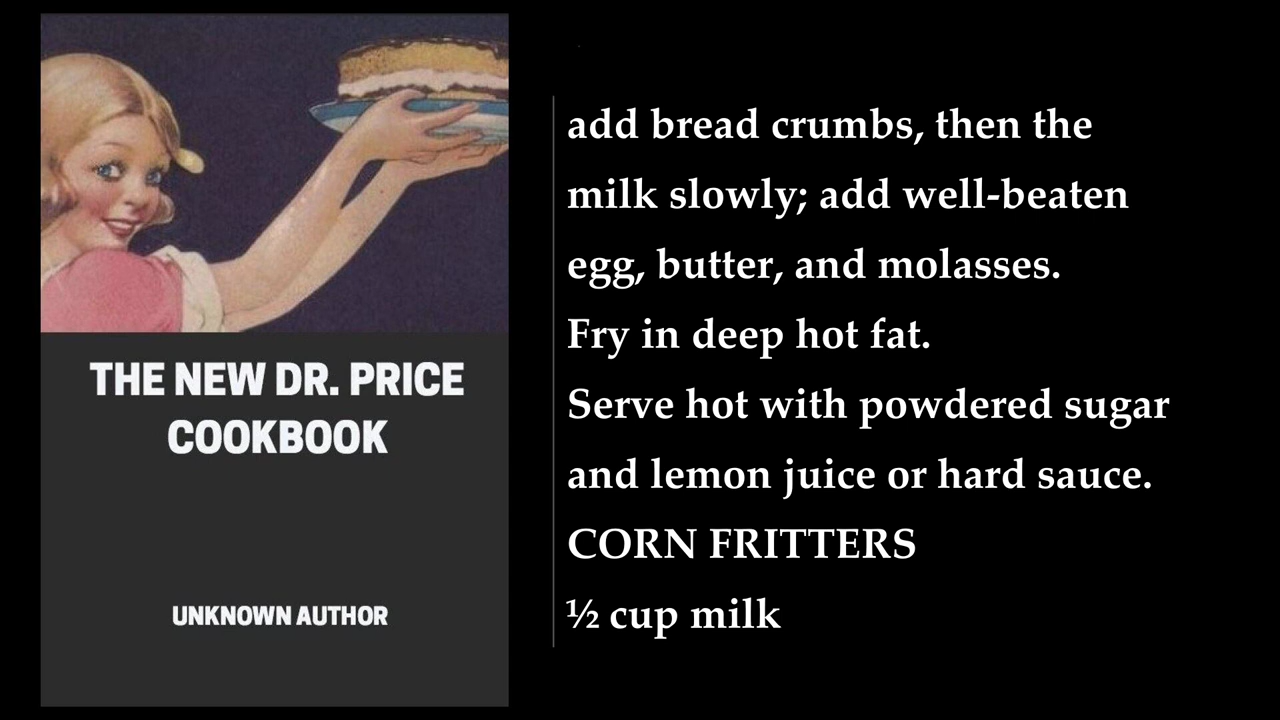 THE NEW DR. PRICE
COOKBOOK
UNKNOWN AUTHOR
add bread crumbs, then the
milk slowly; add well-beaten
egg, butter, and molasses.
Fry in deep hot fat.
Serve hot with powdered sugar
and lemon juice or hard sauce.
CORN FRITTERS
½ cup milk